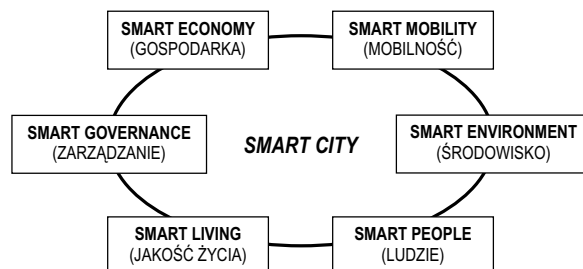 SMART ECONOMY
(GOSPODARKA)
SMART MOBILITY
(MOBILNOŚĆ)
SMART GOVERNANCE
(ZARZĄDZANIE)
SMART CITY
SMART ENVIRONMENT
(ŚRODOWISKO)
SMART LIVING
(JAKOŚĆ ŻYCIA)
SMART PEOPLE
(LUDZIE)